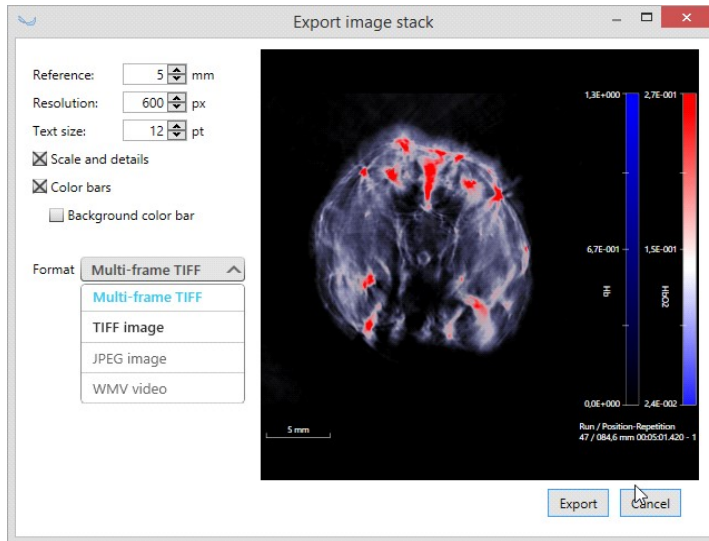 Export image stack
Reference: 5 mm
Resolution: 600 px
Text size: 12 pt
Scale and details
Color bars
Background color bar
Format Multi-frame TIFF
Multi-frame TIFF
TIFF image
JPEG image
WMV video
1,3E+000 2,7E-001
6,7E-001 1,5E-001
Hb HbO2
0,0E+000 2,4E-002
5 mm
Run / Position-Repetition
47 / 084,6 mm 00:05:01.420 - 1
Export Cancel